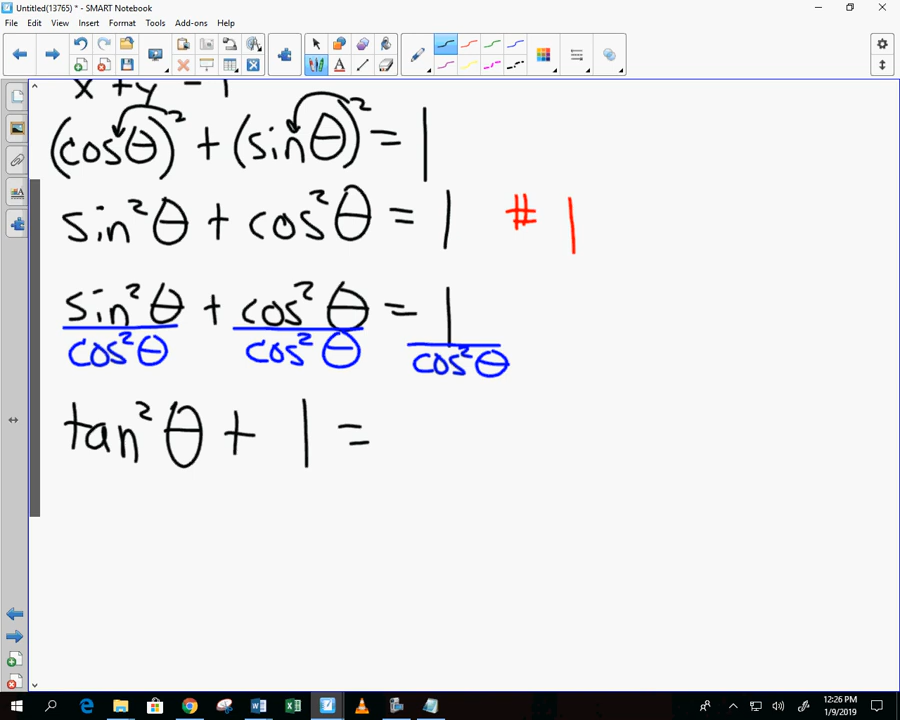 Untitled(13765) * - SMART Notebook
File Edit View Insert Format Tools Add-ons Help
x + y = 1
(cosθ)² + (sinθ)² = 1
sin²θ + cos²θ = 1 # 1
sin²θ/cos²θ + cos²θ/cos²θ = 1/cos²θ
tan²θ + 1 =
12:26 PM
1/9/2019